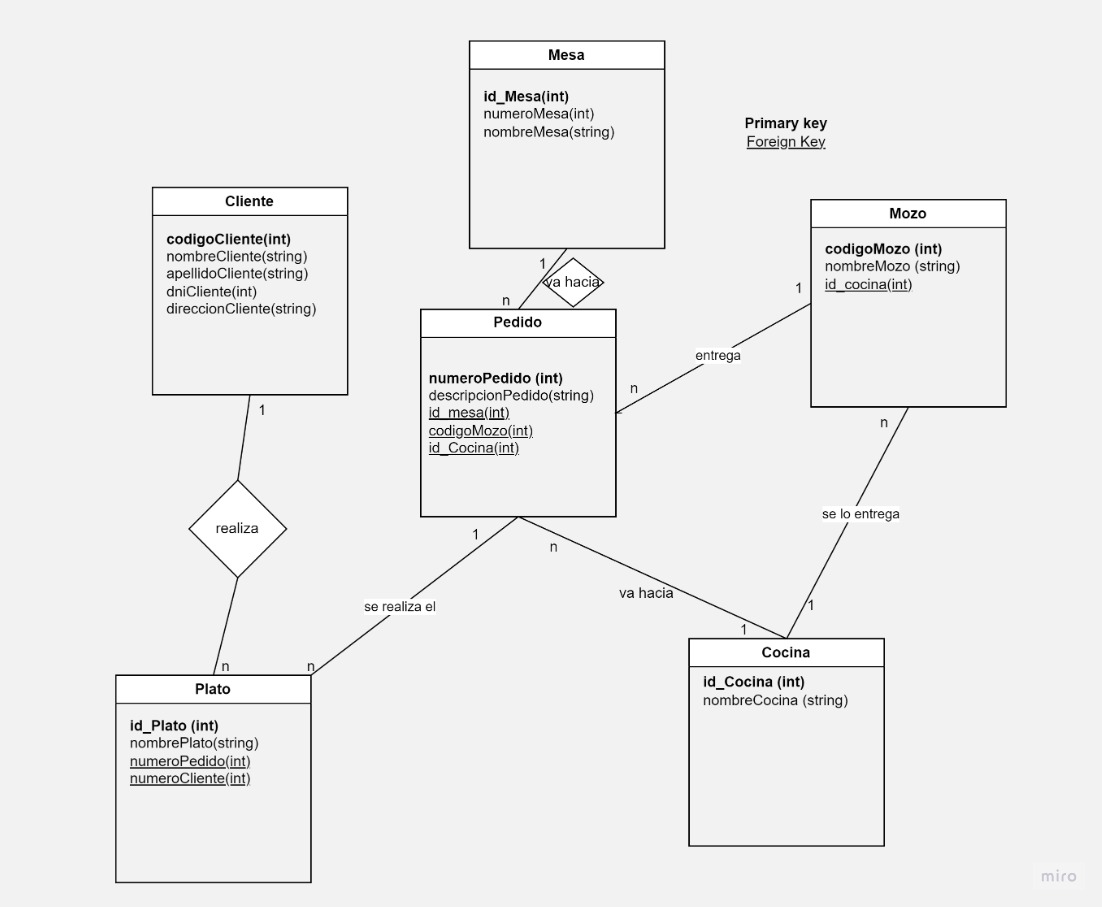 Mesa
id_Mesa(int)
numeroMesa(int)
nombreMesa(string)
Primary key
Foreign Key
Cliente
codigoCliente(int)
nombreCliente(string)
apellidoCliente(string)
dniCliente(int)
direccionCliente(string)
Mozo
codigoMozo (int)
nombreMozo (string)
id_cocina(int)
1
va hacia
n
1
Pedido
numeroPedido (int)
descripcionPedido(string)
id_mesa(int)
codigoMozo(int)
id_Cocina(int)
entrega
n
1
n
realiza
se lo entrega
1
n
va hacia
se realiza el
1
1
n
n
Cocina
id_Cocina (int)
nombreCocina (string)
Plato
id_Plato (int)
nombrePlato(string)
numeroPedido(int)
numeroCliente(int)
miro